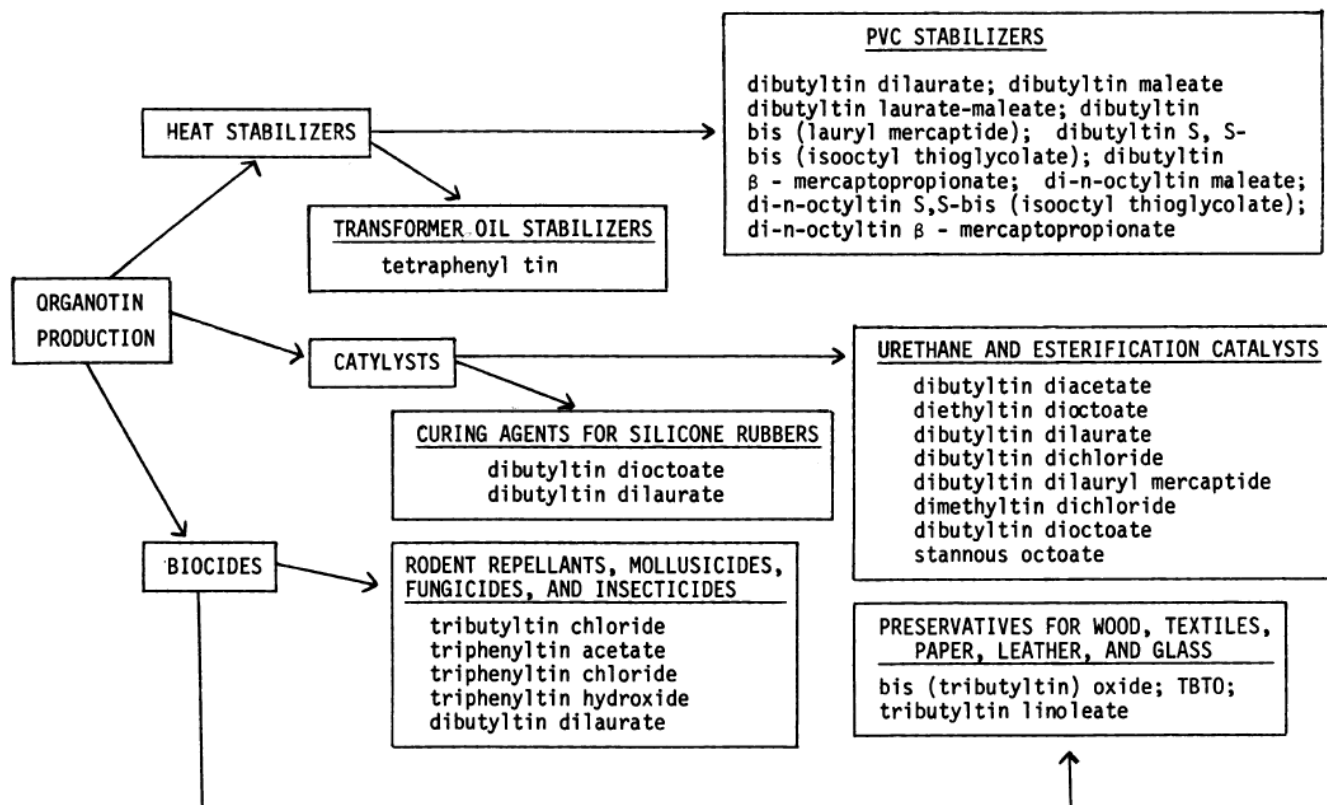 PVC STABILIZERS
dibutyltin dilaurate; dibutyltin maleate
dibutyltin laurate-maleate; dibutyltin
bis (lauryl mercaptide); dibutyltin S, S-
bis (isooctyl thioglycolate); dibutyltin
β - mercaptopropionate; di-n-octyltin maleate;
di-n-octyltin S,S-bis (isooctyl thioglycolate);
di-n-octyltin β - mercaptopropionate
HEAT STABILIZERS
TRANSFORMER OIL STABILIZERS
tetraphenyl tin
ORGANOTIN
PRODUCTION
CATYLYSTS
URETHANE AND ESTERIFICATION CATALYSTS
dibutyltin diacetate
diethyltin dioctoate
dibutyltin dilaurate
dibutyltin dichloride
dibutyltin dilauryl mercaptide
dimethyltin dichloride
dibutyltin dioctoate
stannous octoate
CURING AGENTS FOR SILICONE RUBBERS
dibutyltin dioctoate
dibutyltin dilaurate
BIOCIDES
RODENT REPELLANTS, MOLLUSICIDES,
FUNGICIDES, AND INSECTICIDES
tributyltin chloride
triphenyltin acetate
triphenyltin chloride
triphenyltin hydroxide
dibutyltin dilaurate
PRESERVATIVES FOR WOOD, TEXTILES,
PAPER, LEATHER, AND GLASS
bis (tributyltin) oxide; TBTO;
tributyltin linoleate